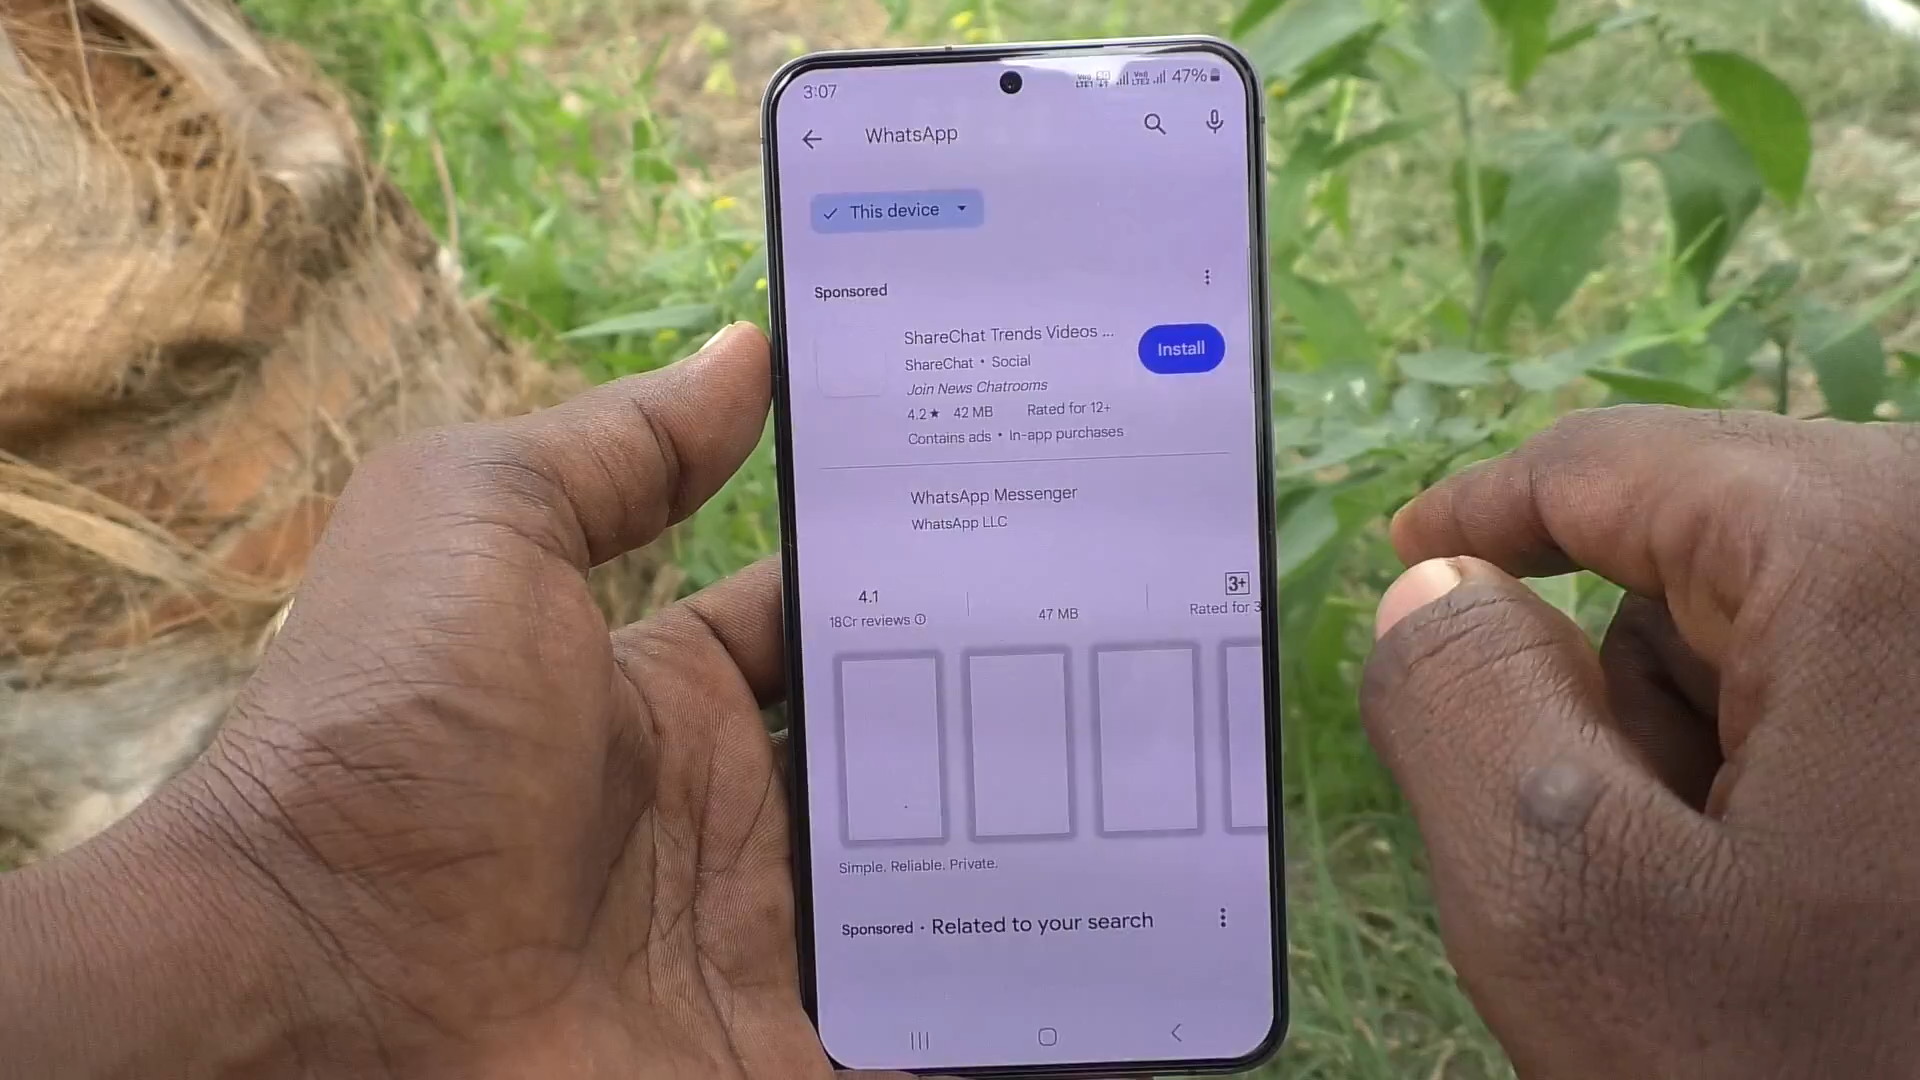 3:07
47%
WhatsApp
This device
Sponsored
ShareChat Trends Videos ...
Install
ShareChat • Social
Join News Chatrooms
4.2★ 42 MB Rated for 12+
Contains ads • In-app purchases
WhatsApp Messenger
WhatsApp LLC
4.1
18Cr reviews
47 MB
3+
Rated for 3
Simple. Reliable. Private.
Sponsored · Related to your search